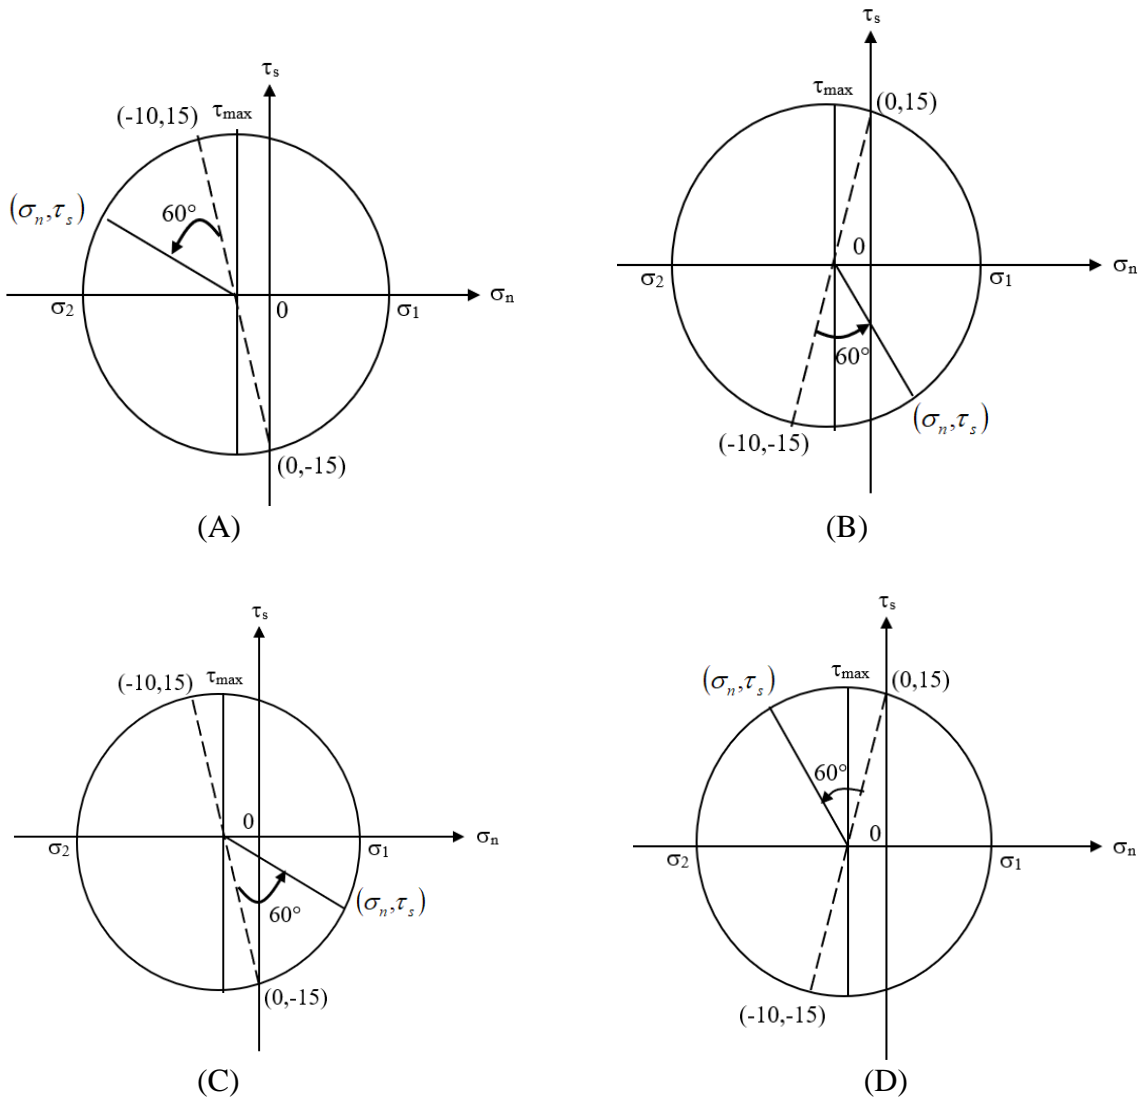 τs
τmax
(-10,15)
(σn,τs)
60°
σ2
0
σ1
σn
(0,-15)
(A)
τs
τmax
(0,15)
0
σ2
σ1
σn
60°
(-10,-15)
(σn,τs)
(B)
τs
τmax
(-10,15)
0
σ2
σ1
σn
60°
(σn,τs)
(0,-15)
(C)
τs
τmax
(σn,τs)
(0,15)
60°
0
σ2
σ1
σn
(-10,-15)
(D)